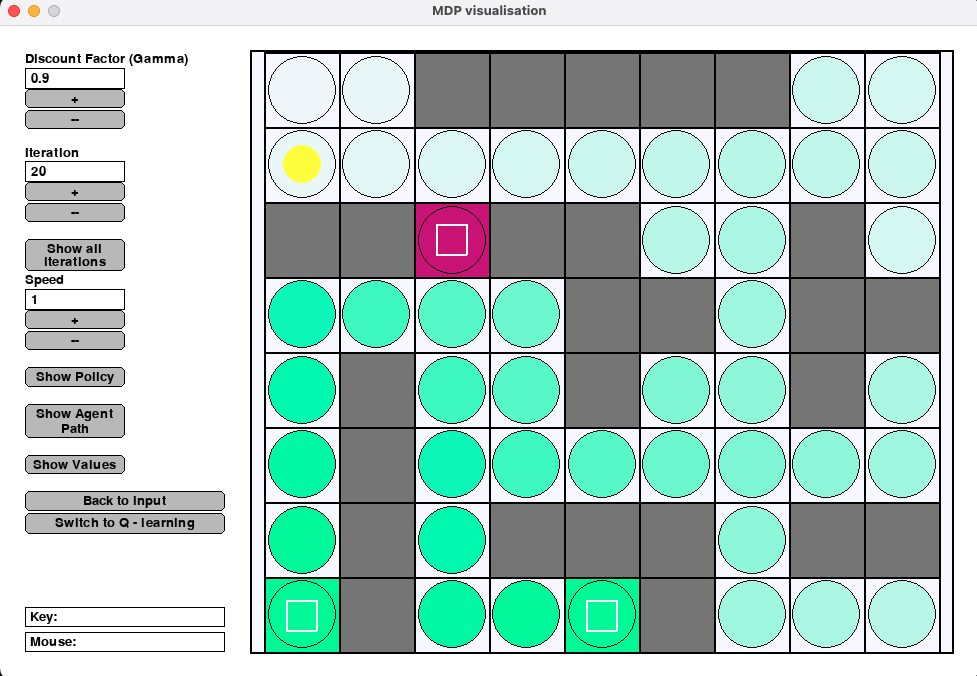 MDP visualisation
Discount Factor (Gamma)
0.9
+
--
Iteration
20
+
--
Show all
Iterations
Speed
1
+
--
Show Policy
Show Agent
Path
Show Values
Back to Input
Switch to Q - learning
Key:
Mouse: